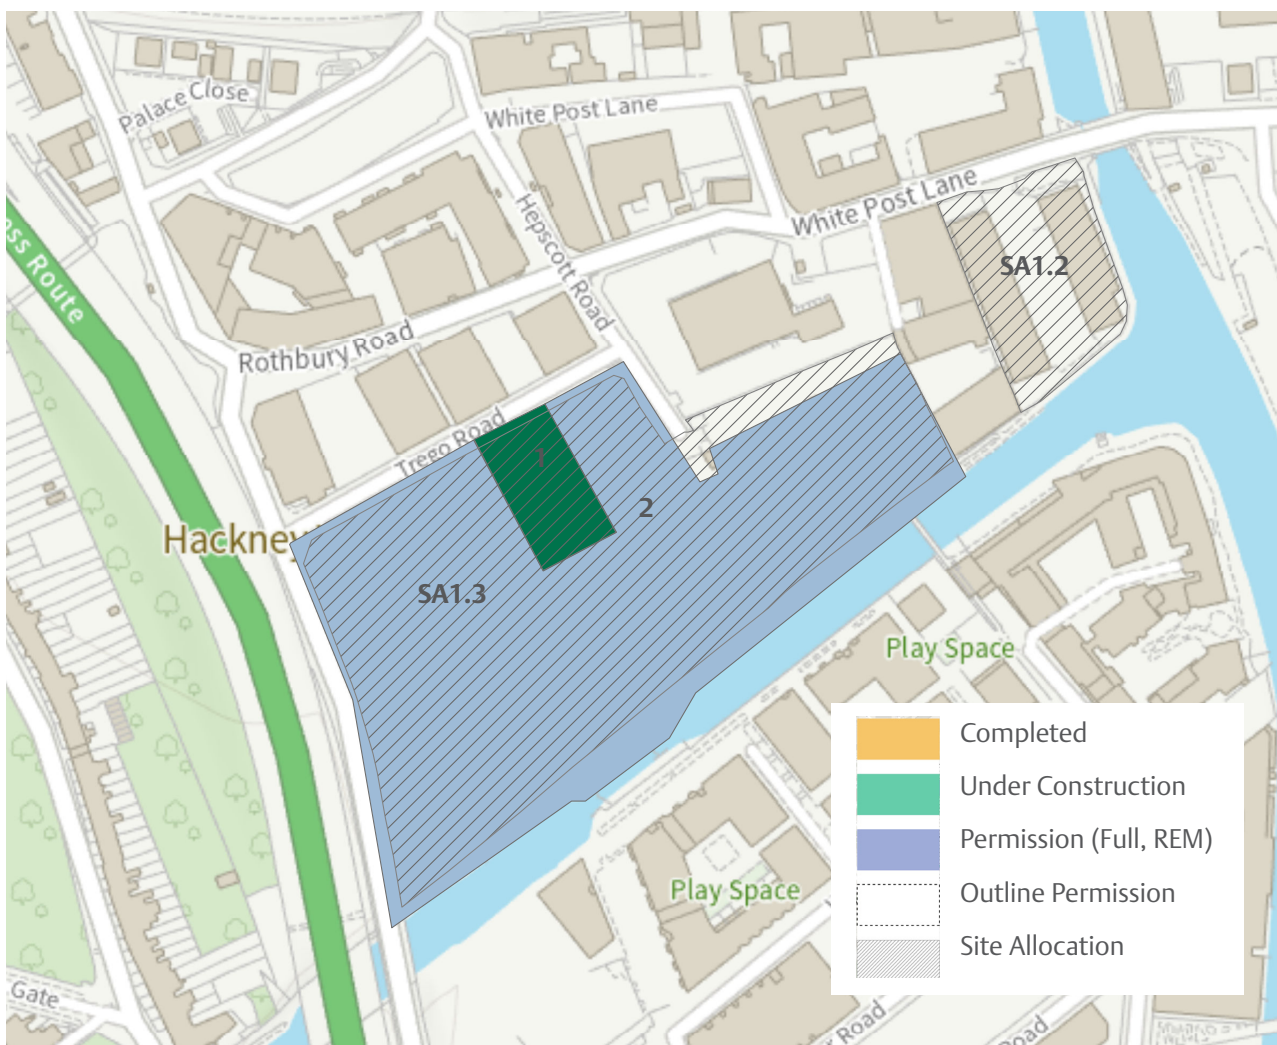 Palace Close
White Post Lane
Hepscott Road
White Post Lane
SA1.2
ess Route
Rothbury Road
Trego Road
1
2
Hackney
SA1.3
Play Space
Play Space
Completed
Under Construction
Permission (Full, REM)
Outline Permission
Site Allocation
Gate
Road
Road